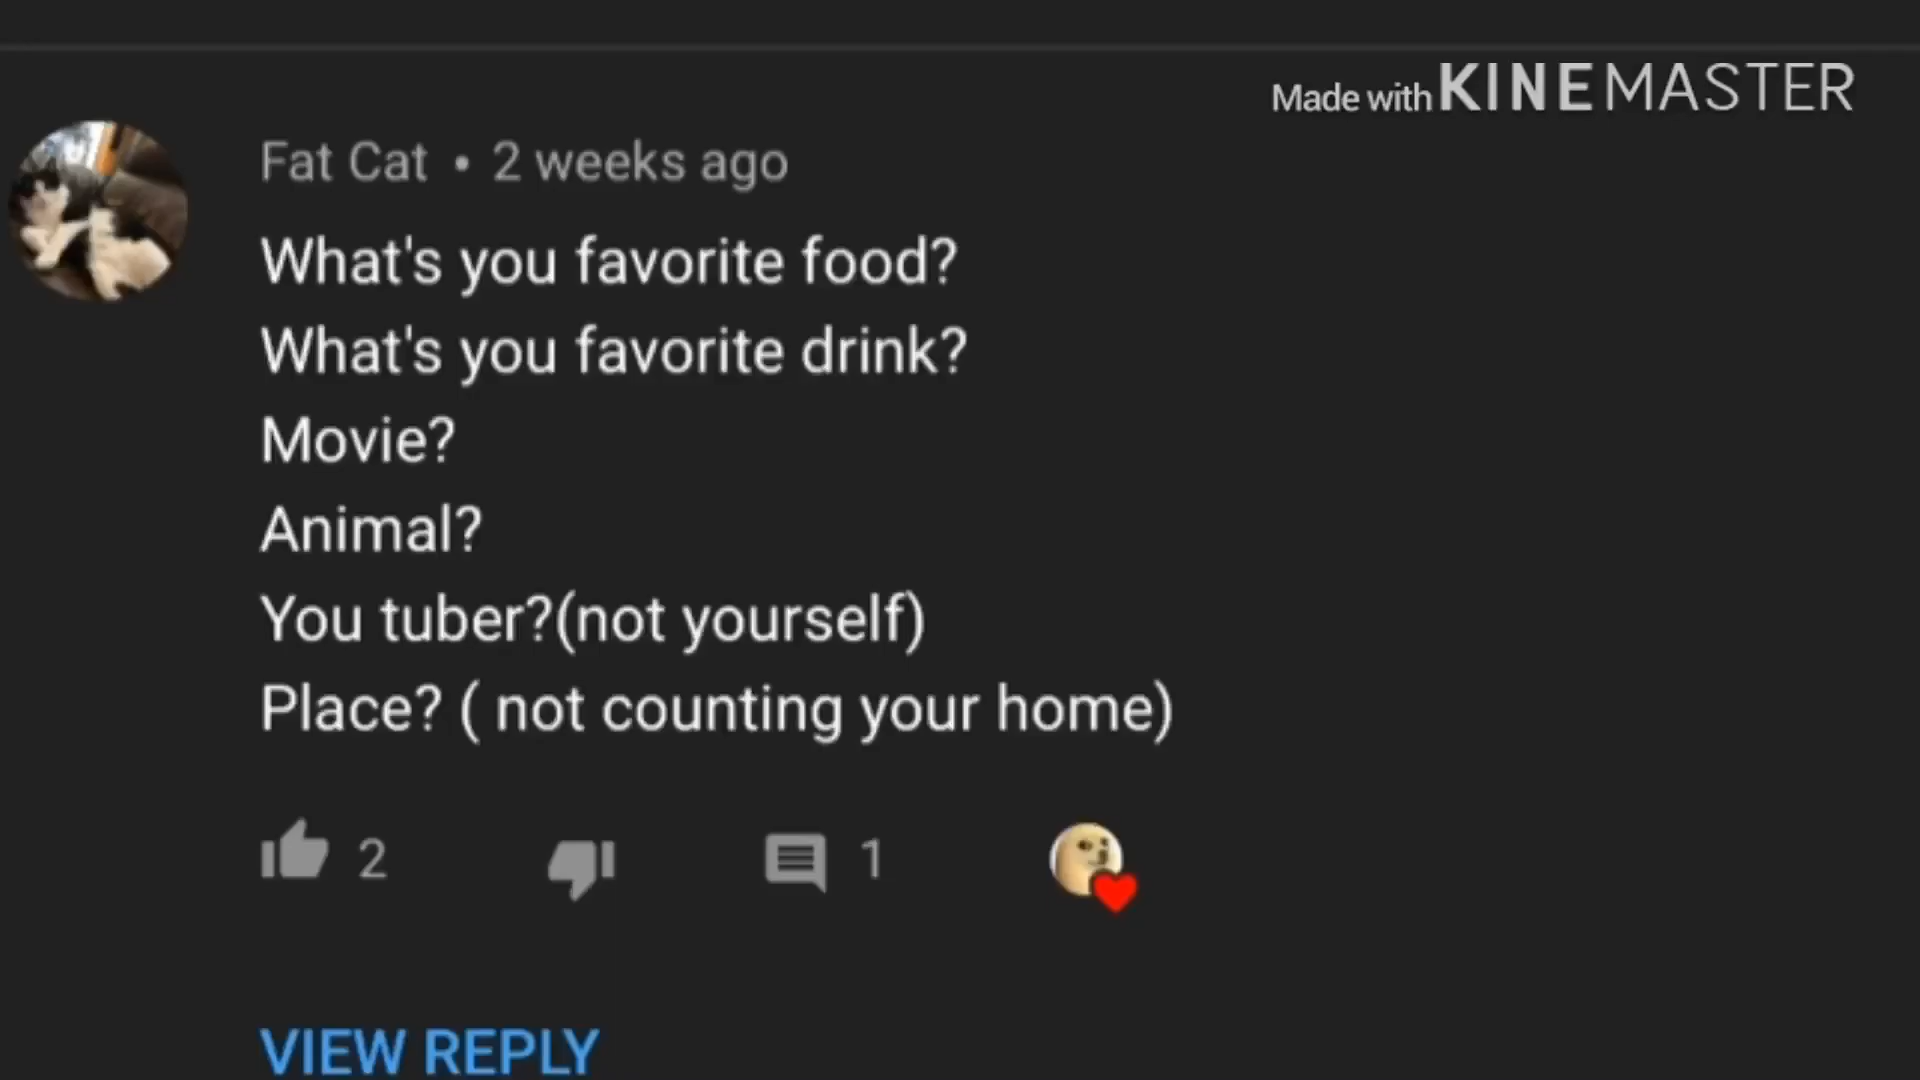 Made with KINEMASTER
Fat Cat • 2 weeks ago
What's you favorite food?
What's you favorite drink?
Movie?
Animal?
You tuber?(not yourself)
Place? ( not counting your home)
2 1
VIEW REPLY